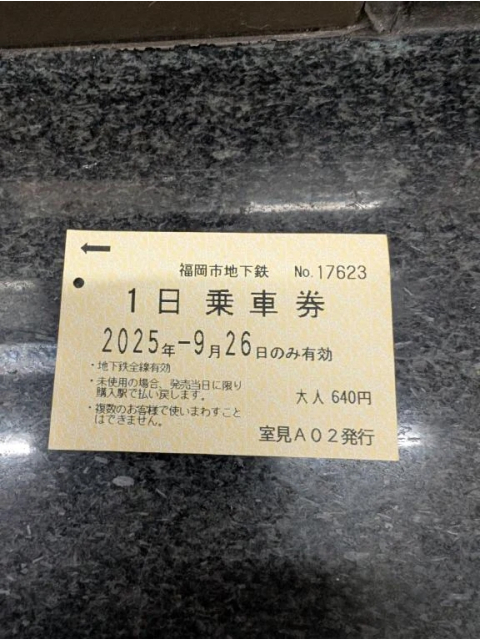 福岡市地下鉄 No.17623
1日乗車券
2025年-9月26日のみ有効
・地下鉄全線有効
・未使用の場合、発売当日に限り
購入駅で払い戻します。
大人 640円
・複数のお客様で使いまわすこと
はできません。
室見A02発行